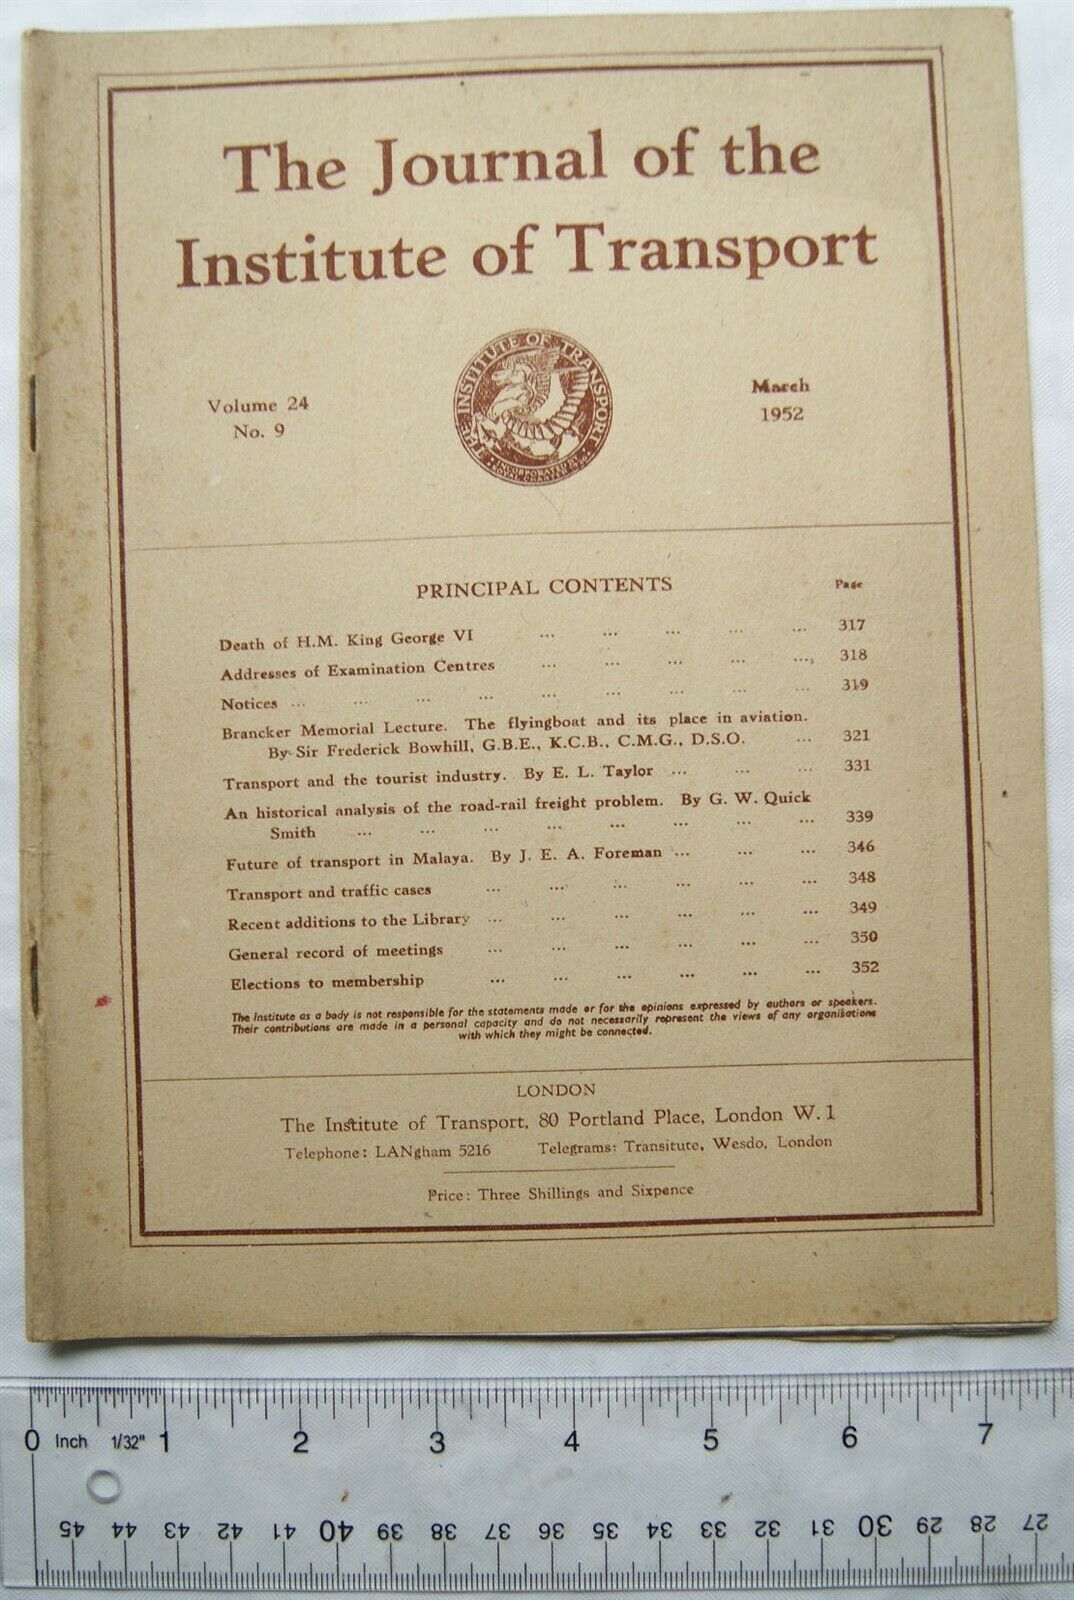 The Journal of the
Institute of Transport
Volume 24
No. 9
THE INSTITUTE OF TRANSPORT
INCORPORATED BY
ROYAL CHARTER
March
1952
PRINCIPAL CONTENTS
Page
Death of H.M. King George VI ... ... ... ... ... 317
Addresses of Examination Centres ... ... ... ... ... 318
Notices ... ... ... ... ... ... ... ... ... 319
Brancker Memorial Lecture. The flyingboat and its place in aviation.
By Sir Frederick Bowhill, G.B.E., K.C.B., C.M.G., D.S.O. ... 321
Transport and the tourist industry. By E. L. Taylor ... ... ... 331
An historical analysis of the road-rail freight problem. By G. W. Quick
Smith ... ... ... ... ... ... ... ... 339
Future of transport in Malaya. By J. E. A. Foreman ... ... ... 346
Transport and traffic cases ... ... ... ... ... ... 348
Recent additions to the Library ... ... ... ... ... ... 349
General record of meetings ... ... ... ... ... ... 350
Elections to membership ... ... ... ... ... ... 352
The Institute as a body is not responsible for the statements made or for the opinions expressed by authors or speakers.
Their contributions are made in a personal capacity and do not necessarily represent the views of any organisations
with which they might be connected.
LONDON
The Institute of Transport, 80 Portland Place, London W.1
Telephone: LANgham 5216 Telegrams: Transitute, Wesdo, London
Price: Three Shillings and Sixpence
0 Inch 1/32" 1 2 3 4 5 6 7
45 44 43 42 41 40 39 38 37 36 35 34 33 32 31 30 29 28 27